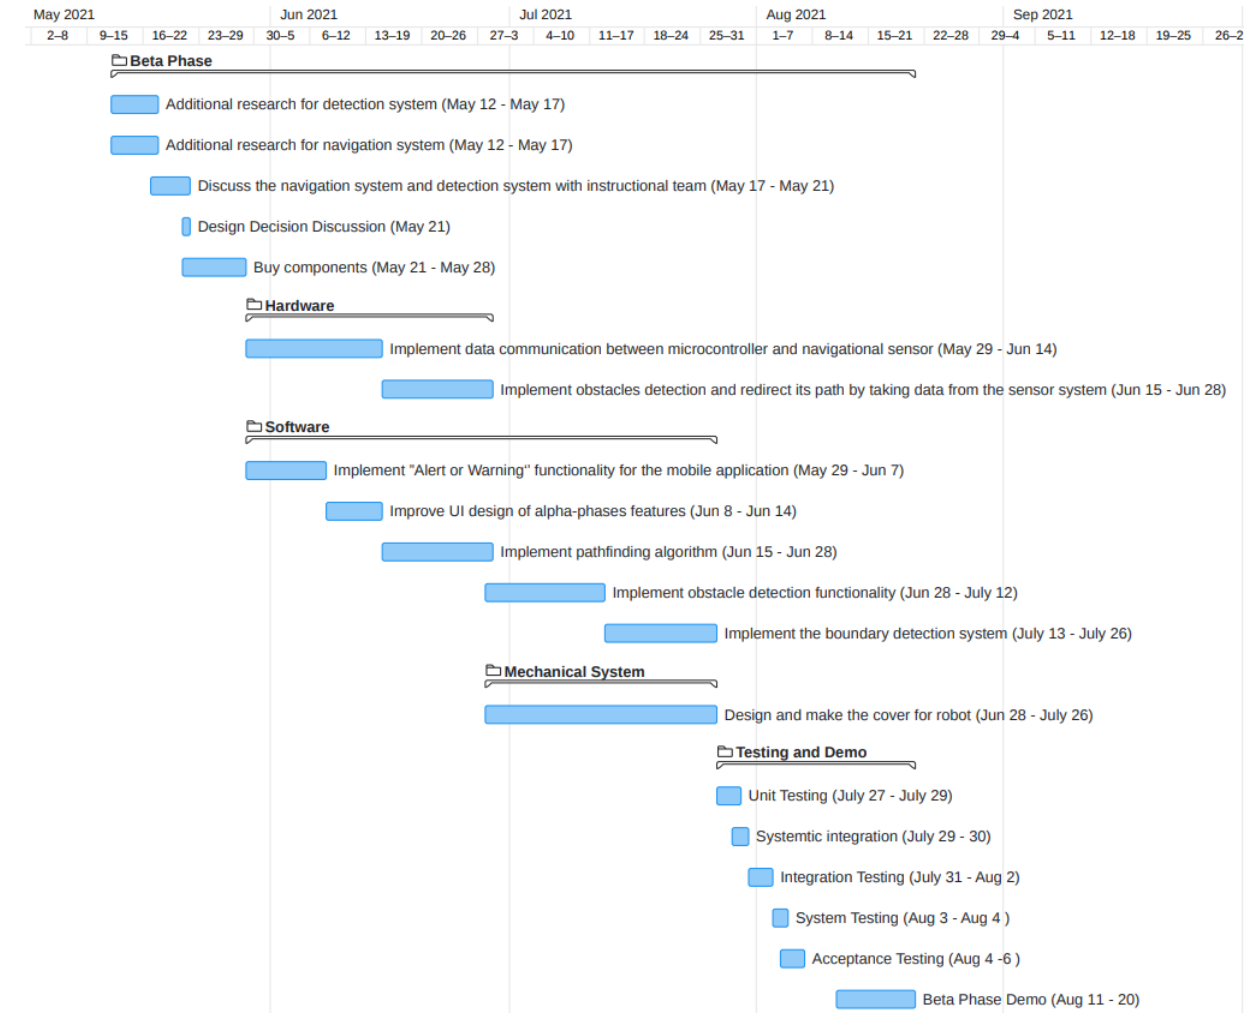 May 2021 Jun 2021 Jul 2021 Aug 2021 Sep 2021
2–8 9–15 16–22 23–29 30–5 6–12 13–19 20–26 27–3 4–10 11–17 18–24 25–31 1–7 8–14 15–21 22–28 29–4 5–11 12–18 19–25 26–2
Beta Phase
Additional research for detection system (May 12 - May 17)
Additional research for navigation system (May 12 - May 17)
Discuss the navigation system and detection system with instructional team (May 17 - May 21)
Design Decision Discussion (May 21)
Buy components (May 21 - May 28)
Hardware
Implement data communication between microcontroller and navigational sensor (May 29 - Jun 14)
Implement obstacles detection and redirect its path by taking data from the sensor system (Jun 15 - Jun 28)
Software
Implement "Alert or Warning" functionality for the mobile application (May 29 - Jun 7)
Improve UI design of alpha-phases features (Jun 8 - Jun 14)
Implement pathfinding algorithm (Jun 15 - Jun 28)
Implement obstacle detection functionality (Jun 28 - July 12)
Implement the boundary detection system (July 13 - July 26)
Mechanical System
Design and make the cover for robot (Jun 28 - July 26)
Testing and Demo
Unit Testing (July 27 - July 29)
Systemtic integration (July 29 - 30)
Integration Testing (July 31 - Aug 2)
System Testing (Aug 3 - Aug 4 )
Acceptance Testing (Aug 4 -6 )
Beta Phase Demo (Aug 11 - 20)